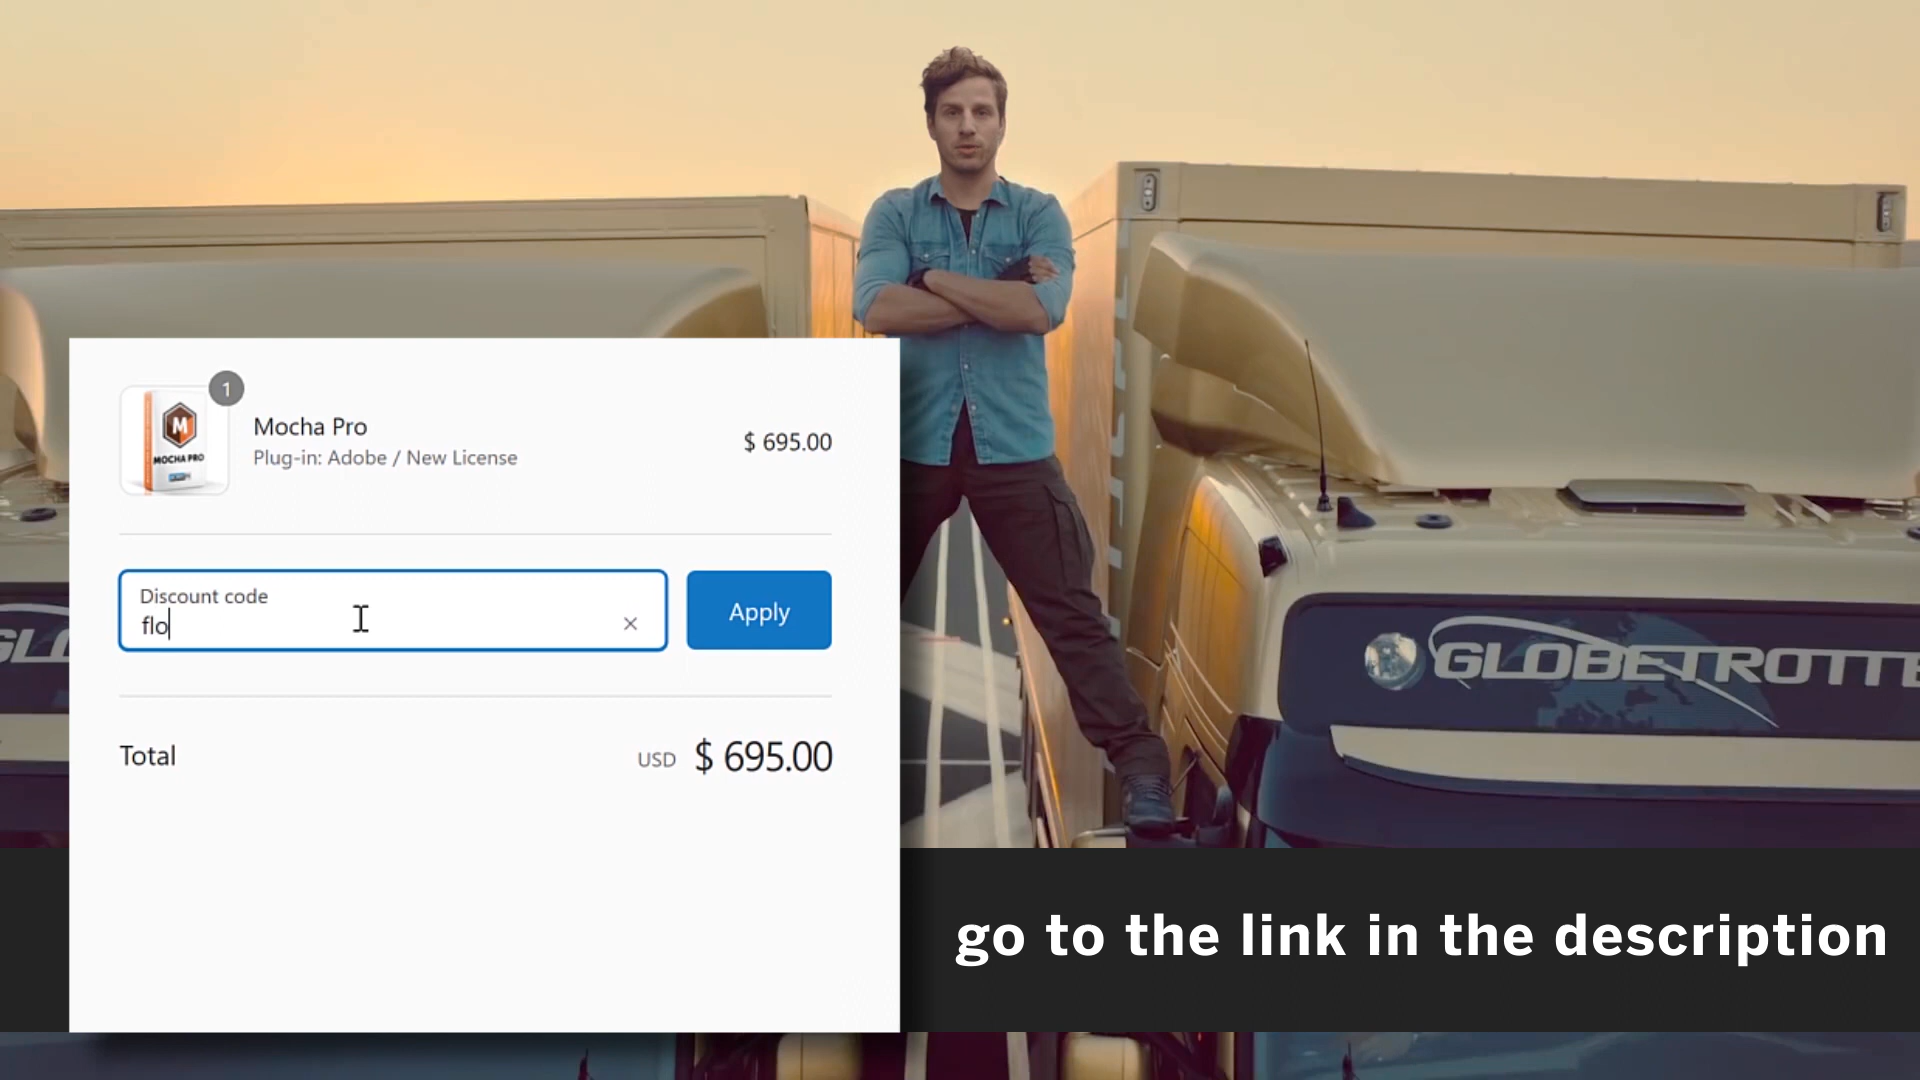 1
M
MOCHA PRO
Mocha Pro
Plug-in: Adobe / New License
$ 695.00
Discount code
flo
Apply
Total
USD $ 695.00
GLOBETROTTE
GLO
go to the link in the description